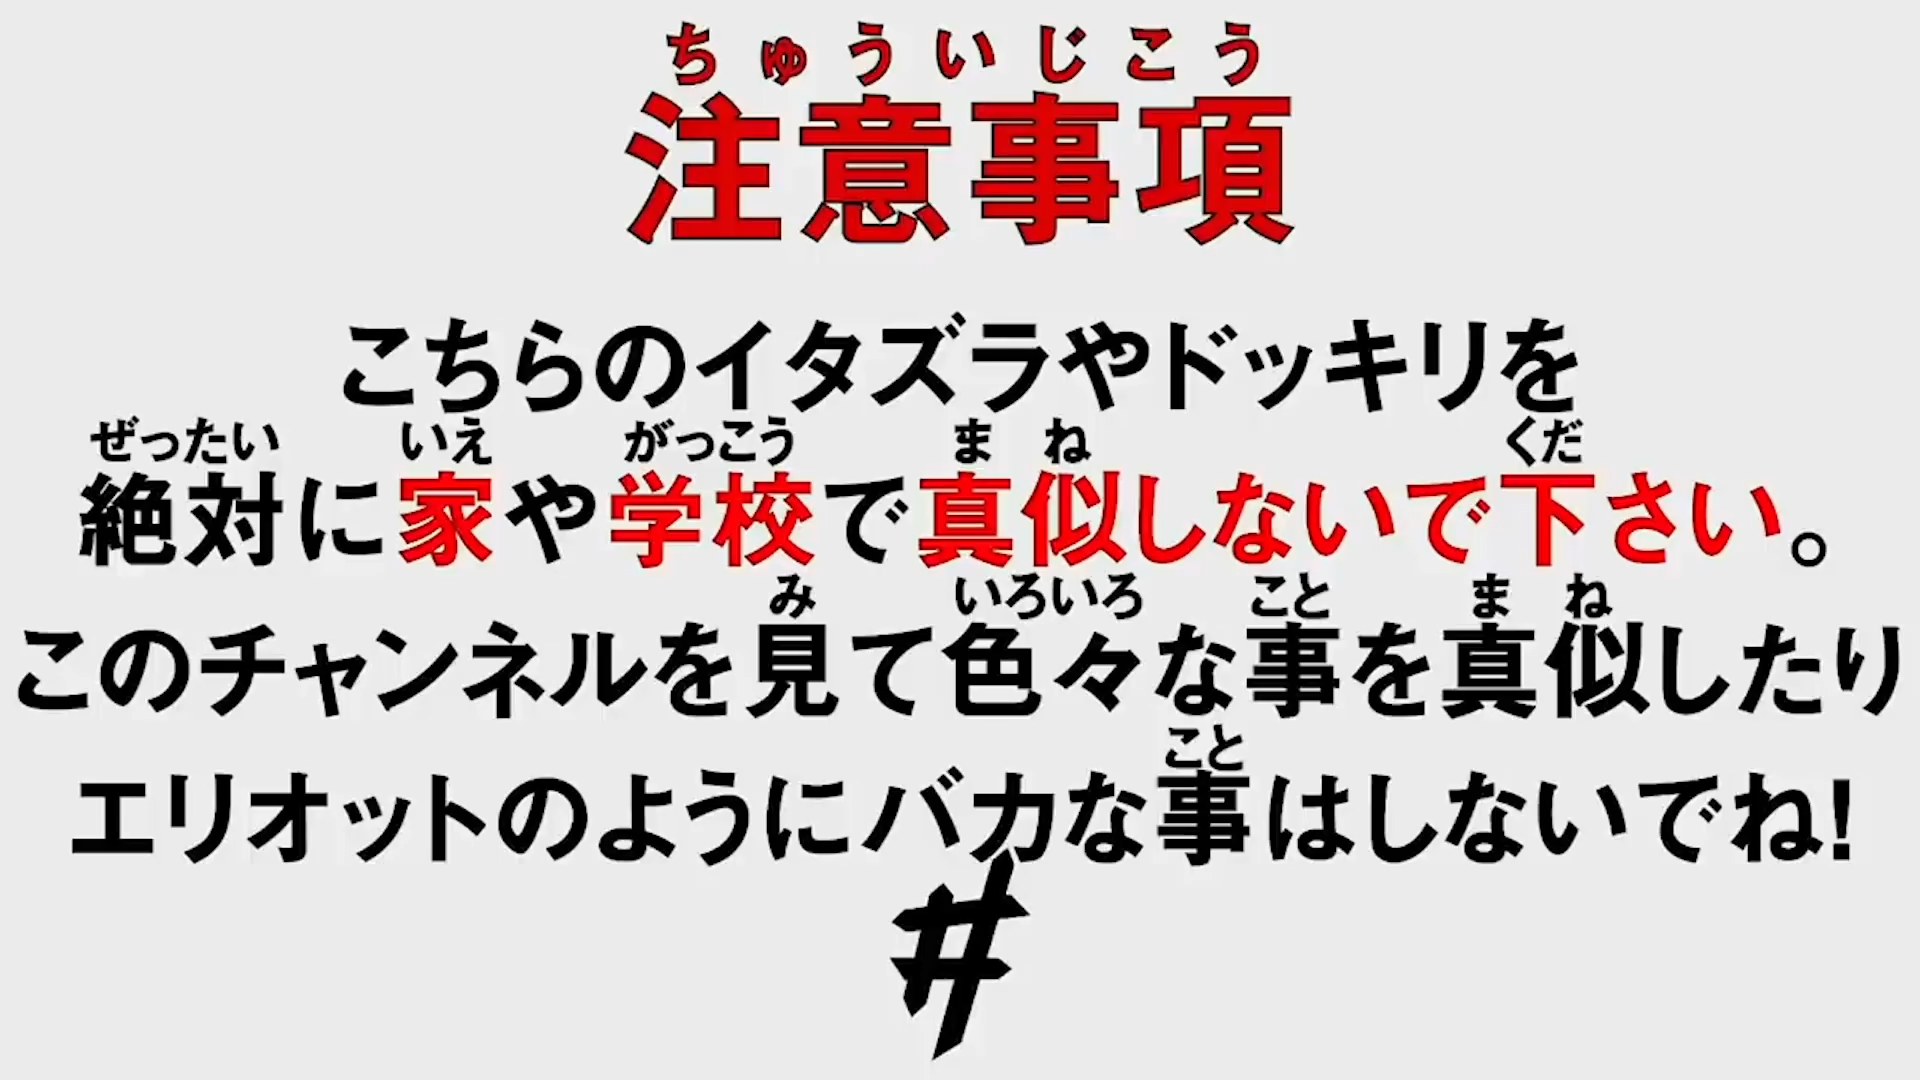 ちゅういじこう
注意事項
こちらのイタズラやドッキリを
ぜったい いえ がっこう まね くだ
絶対に家や学校で真似しないで下さい。
み いろいろ こと まね
このチャンネルを見て色々な事を真似したり
こと
エリオットのようにバカな事はしないでね!
#